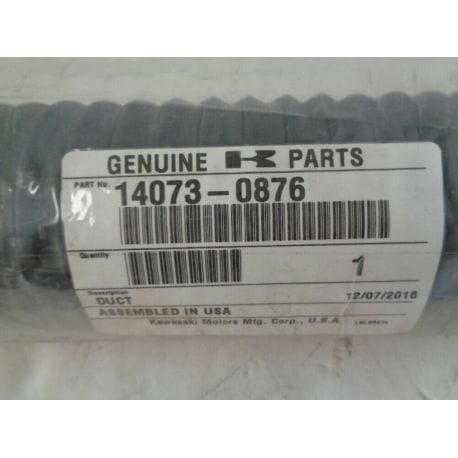 GENUINE PARTS
PART No. 14073-0876
Quantity 1
Description
DUCT 12/07/2016
ASSEMBLED IN USA
Kawasaki Motors Mfg. Corp., U.S.A.